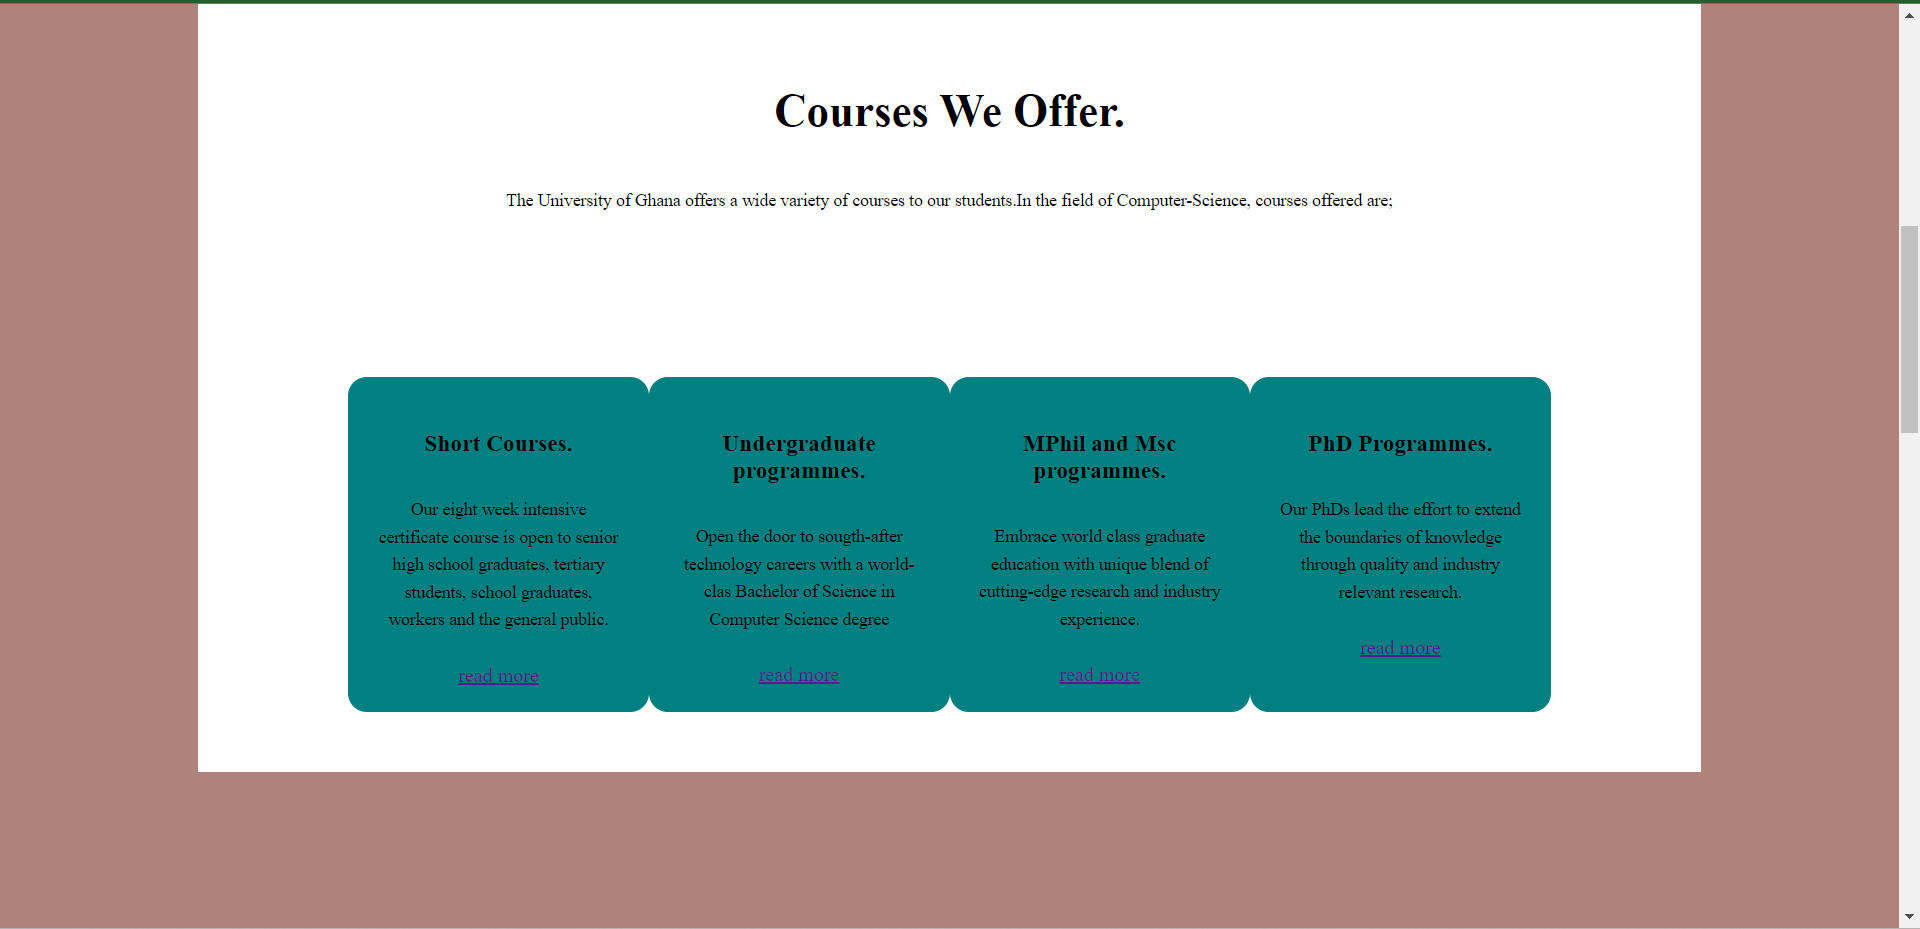 Courses We Offer.
The University of Ghana offers a wide variety of courses to our students.In the field of Computer-Science, courses offered are;
Short Courses.
Our eight week intensive
certificate course is open to senior
high school graduates, tertiary
students, school graduates,
workers and the general public.
read more
Undergraduate
programmes.
Open the door to sougth-after
technology careers with a world-
clas Bachelor of Science in
Computer Science degree
read more
MPhil and Msc
programmes.
Embrace world class graduate
education with unique blend of
cutting-edge research and industry
experience.
read more
PhD Programmes.
Our PhDs lead the effort to extend
the boundaries of knowledge
through quality and industry
relevant research.
read more